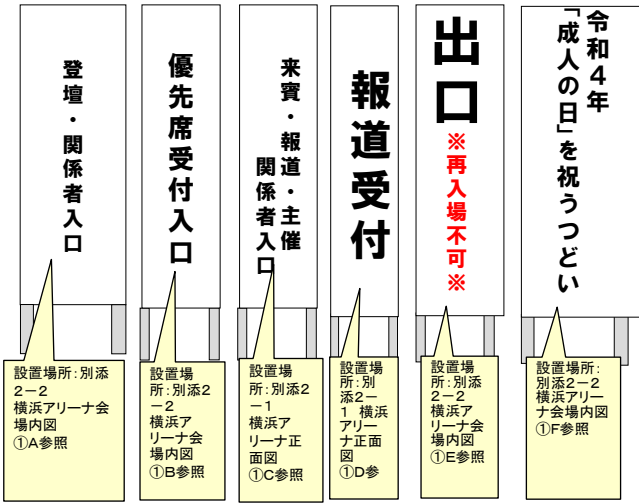 登壇・関係者入口
優先席受付入口
来賓・報道・主催
関係者入口
報道受付
出口
※再入場不可※
令和４年
「成人の日」を祝うつどい
設置場所：別添
２－２
横浜アリーナ会
場内図
①A参照
設置場
所：別添２
－２
横浜ア
リーナ会
場内図
①B参照
設置場
所：別添２
－１
横浜ア
リーナ正
面図
①C参照
設置場
所：別
添２－
１ 横浜
アリー
ナ正面
図
①D参
設置場
所：別添
２－２
横浜ア
リーナ会
場内図
①E参照
設置場所：
別添２－２
横浜アリー
ナ会場内図
①F参照